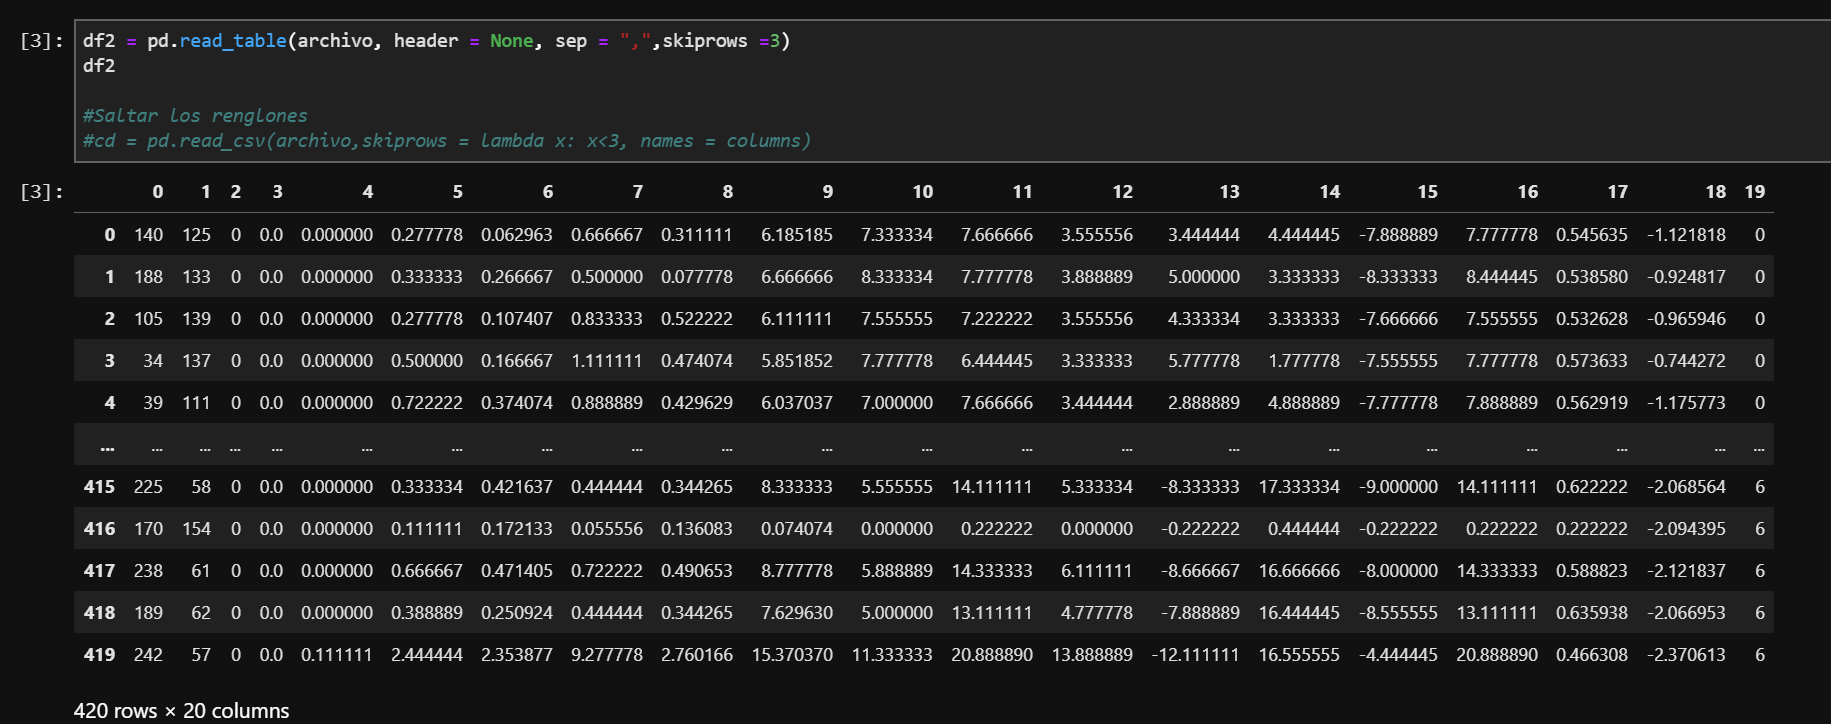 [3]: df2 = pd.read_table(archivo, header = None, sep = ",",skiprows =3)
df2
#Saltar los renglones
#cd = pd.read_csv(archivo,skiprows = lambda x: x<3, names = columns)
[3]: 0 1 2 3 4 5 6 7 8 9 10 11 12 13 14 15 16 17 18 19
0 140 125 0 0.0 0.000000 0.277778 0.062963 0.666667 0.311111 6.185185 7.333334 7.666666 3.555556 3.444444 4.444445 -7.888889 7.777778 0.545635 -1.121818 0
1 188 133 0 0.0 0.000000 0.333333 0.266667 0.500000 0.077778 6.666666 8.333334 7.777778 3.888889 5.000000 3.333333 -8.333333 8.444445 0.538580 -0.924817 0
2 105 139 0 0.0 0.000000 0.277778 0.107407 0.833333 0.522222 6.111111 7.555555 7.222222 3.555556 4.333334 3.333333 -7.666666 7.555555 0.532628 -0.965946 0
3 34 137 0 0.0 0.000000 0.500000 0.166667 1.111111 0.474074 5.851852 7.777778 6.444445 3.333333 5.777778 1.777778 -7.555555 7.777778 0.573633 -0.744272 0
4 39 111 0 0.0 0.000000 0.722222 0.374074 0.888889 0.429629 6.037037 7.000000 7.666666 3.444444 2.888889 4.888889 -7.777778 7.888889 0.562919 -1.175773 0
... ... ... ... ... ... ... ... ... ... ... ... ... ... ... ... ... ... ... ... ...
415 225 58 0 0.0 0.000000 0.333334 0.421637 0.444444 0.344265 8.333333 5.555555 14.111111 5.333334 -8.333333 17.333334 -9.000000 14.111111 0.622222 -2.068564 6
416 170 154 0 0.0 0.000000 0.111111 0.172133 0.055556 0.136083 0.074074 0.000000 0.222222 0.000000 -0.222222 0.444444 -0.222222 0.222222 0.222222 -2.094395 6
417 238 61 0 0.0 0.000000 0.666667 0.471405 0.722222 0.490653 8.777778 5.888889 14.333333 6.111111 -8.666667 16.666666 -8.000000 14.333333 0.588823 -2.121837 6
418 189 62 0 0.0 0.000000 0.388889 0.250924 0.444444 0.344265 7.629630 5.000000 13.111111 4.777778 -7.888889 16.444445 -8.555555 13.111111 0.635938 -2.066953 6
419 242 57 0 0.0 0.111111 2.444444 2.353877 9.277778 2.760166 15.370370 11.333333 20.888890 13.888889 -12.111111 16.555555 -4.444445 20.888890 0.466308 -2.370613 6
420 rows × 20 columns